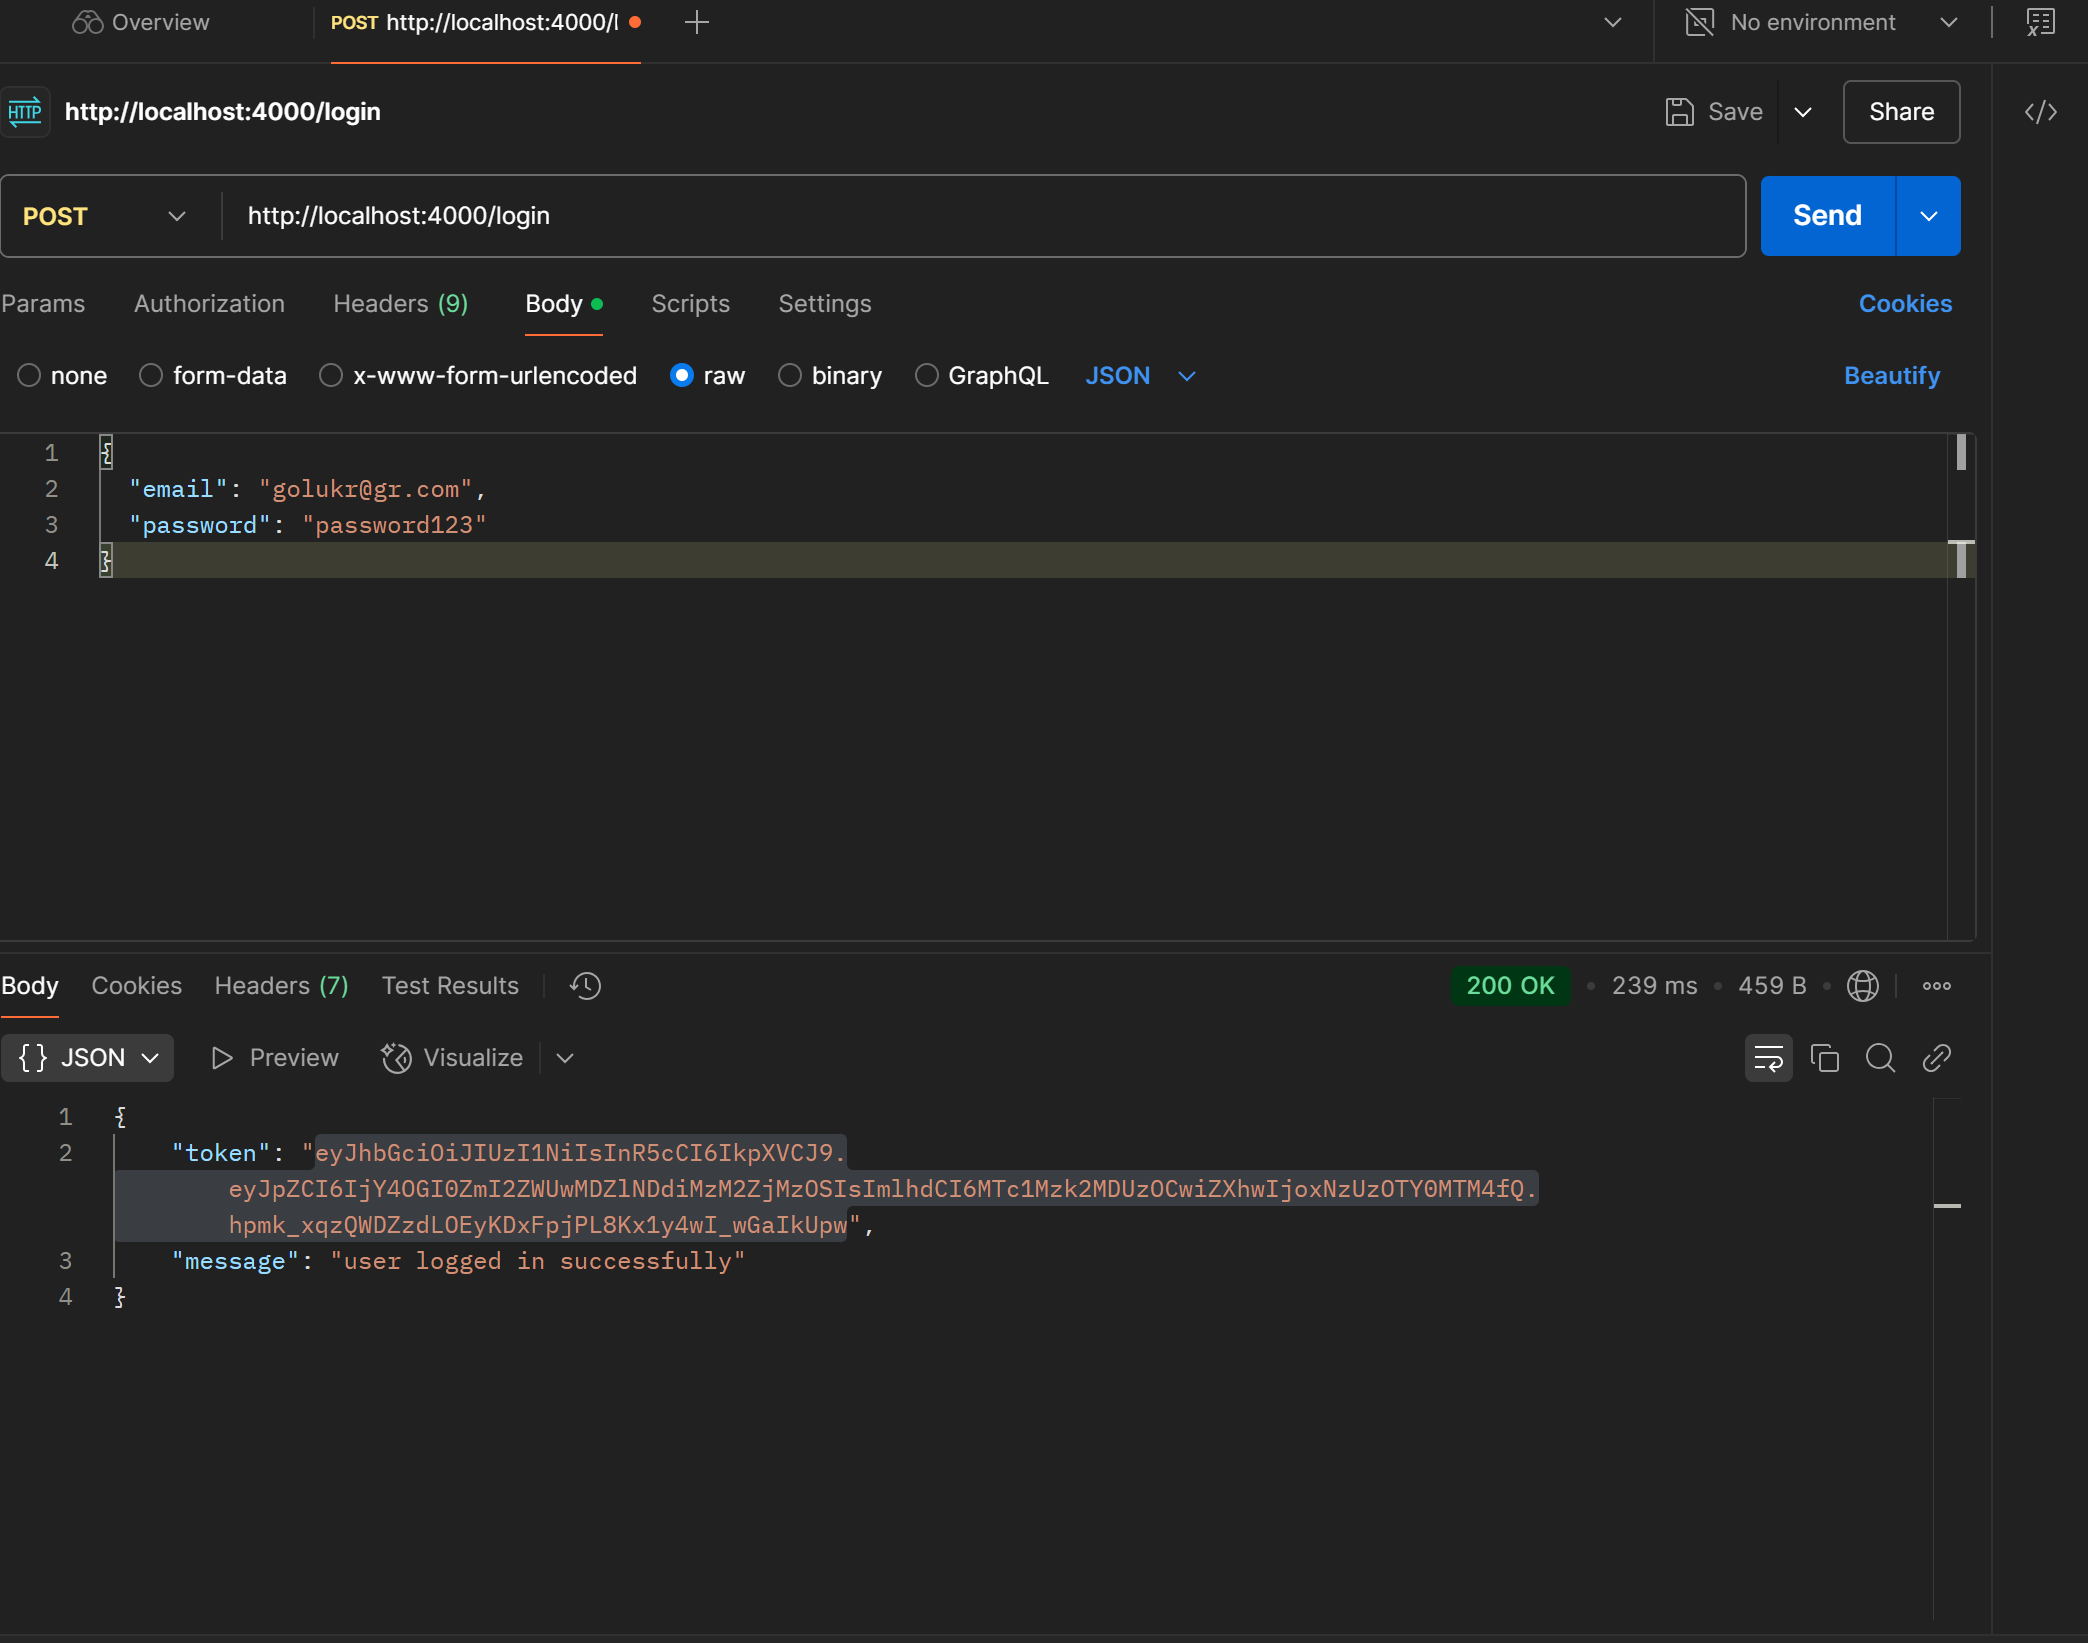 Overview
POST http://localhost:4000/l
No environment
HTTP http://localhost:4000/login
Save
Share
POST http://localhost:4000/login
Send
Params Authorization Headers (9) Body Scripts Settings Cookies
none form-data x-www-form-urlencoded raw binary GraphQL JSON Beautify
1 {
2 "email": "golukr@gr.com",
3 "password": "password123"
4 }
Body Cookies Headers (7) Test Results 200 OK • 239 ms • 459 B •
{} JSON Preview Visualize
1 {
2 "token": "eyJhbGciOiJIUzI1NiIsInR5cCI6IkpXVCJ9.
eyJpZCI6IjY4OGI0ZmI2ZWUwMDZlNDdiMzM2ZjMzOSIsImlhdCI6MTc1Mzk2MDUzOCwiZXhwIjoxNzUzOTY0MTM4fQ.
hpmk_xqzQWDZzdLOEyKDxFpjPL8Kx1y4wI_wGaIkUpw",
3 "message": "user logged in successfully"
4 }